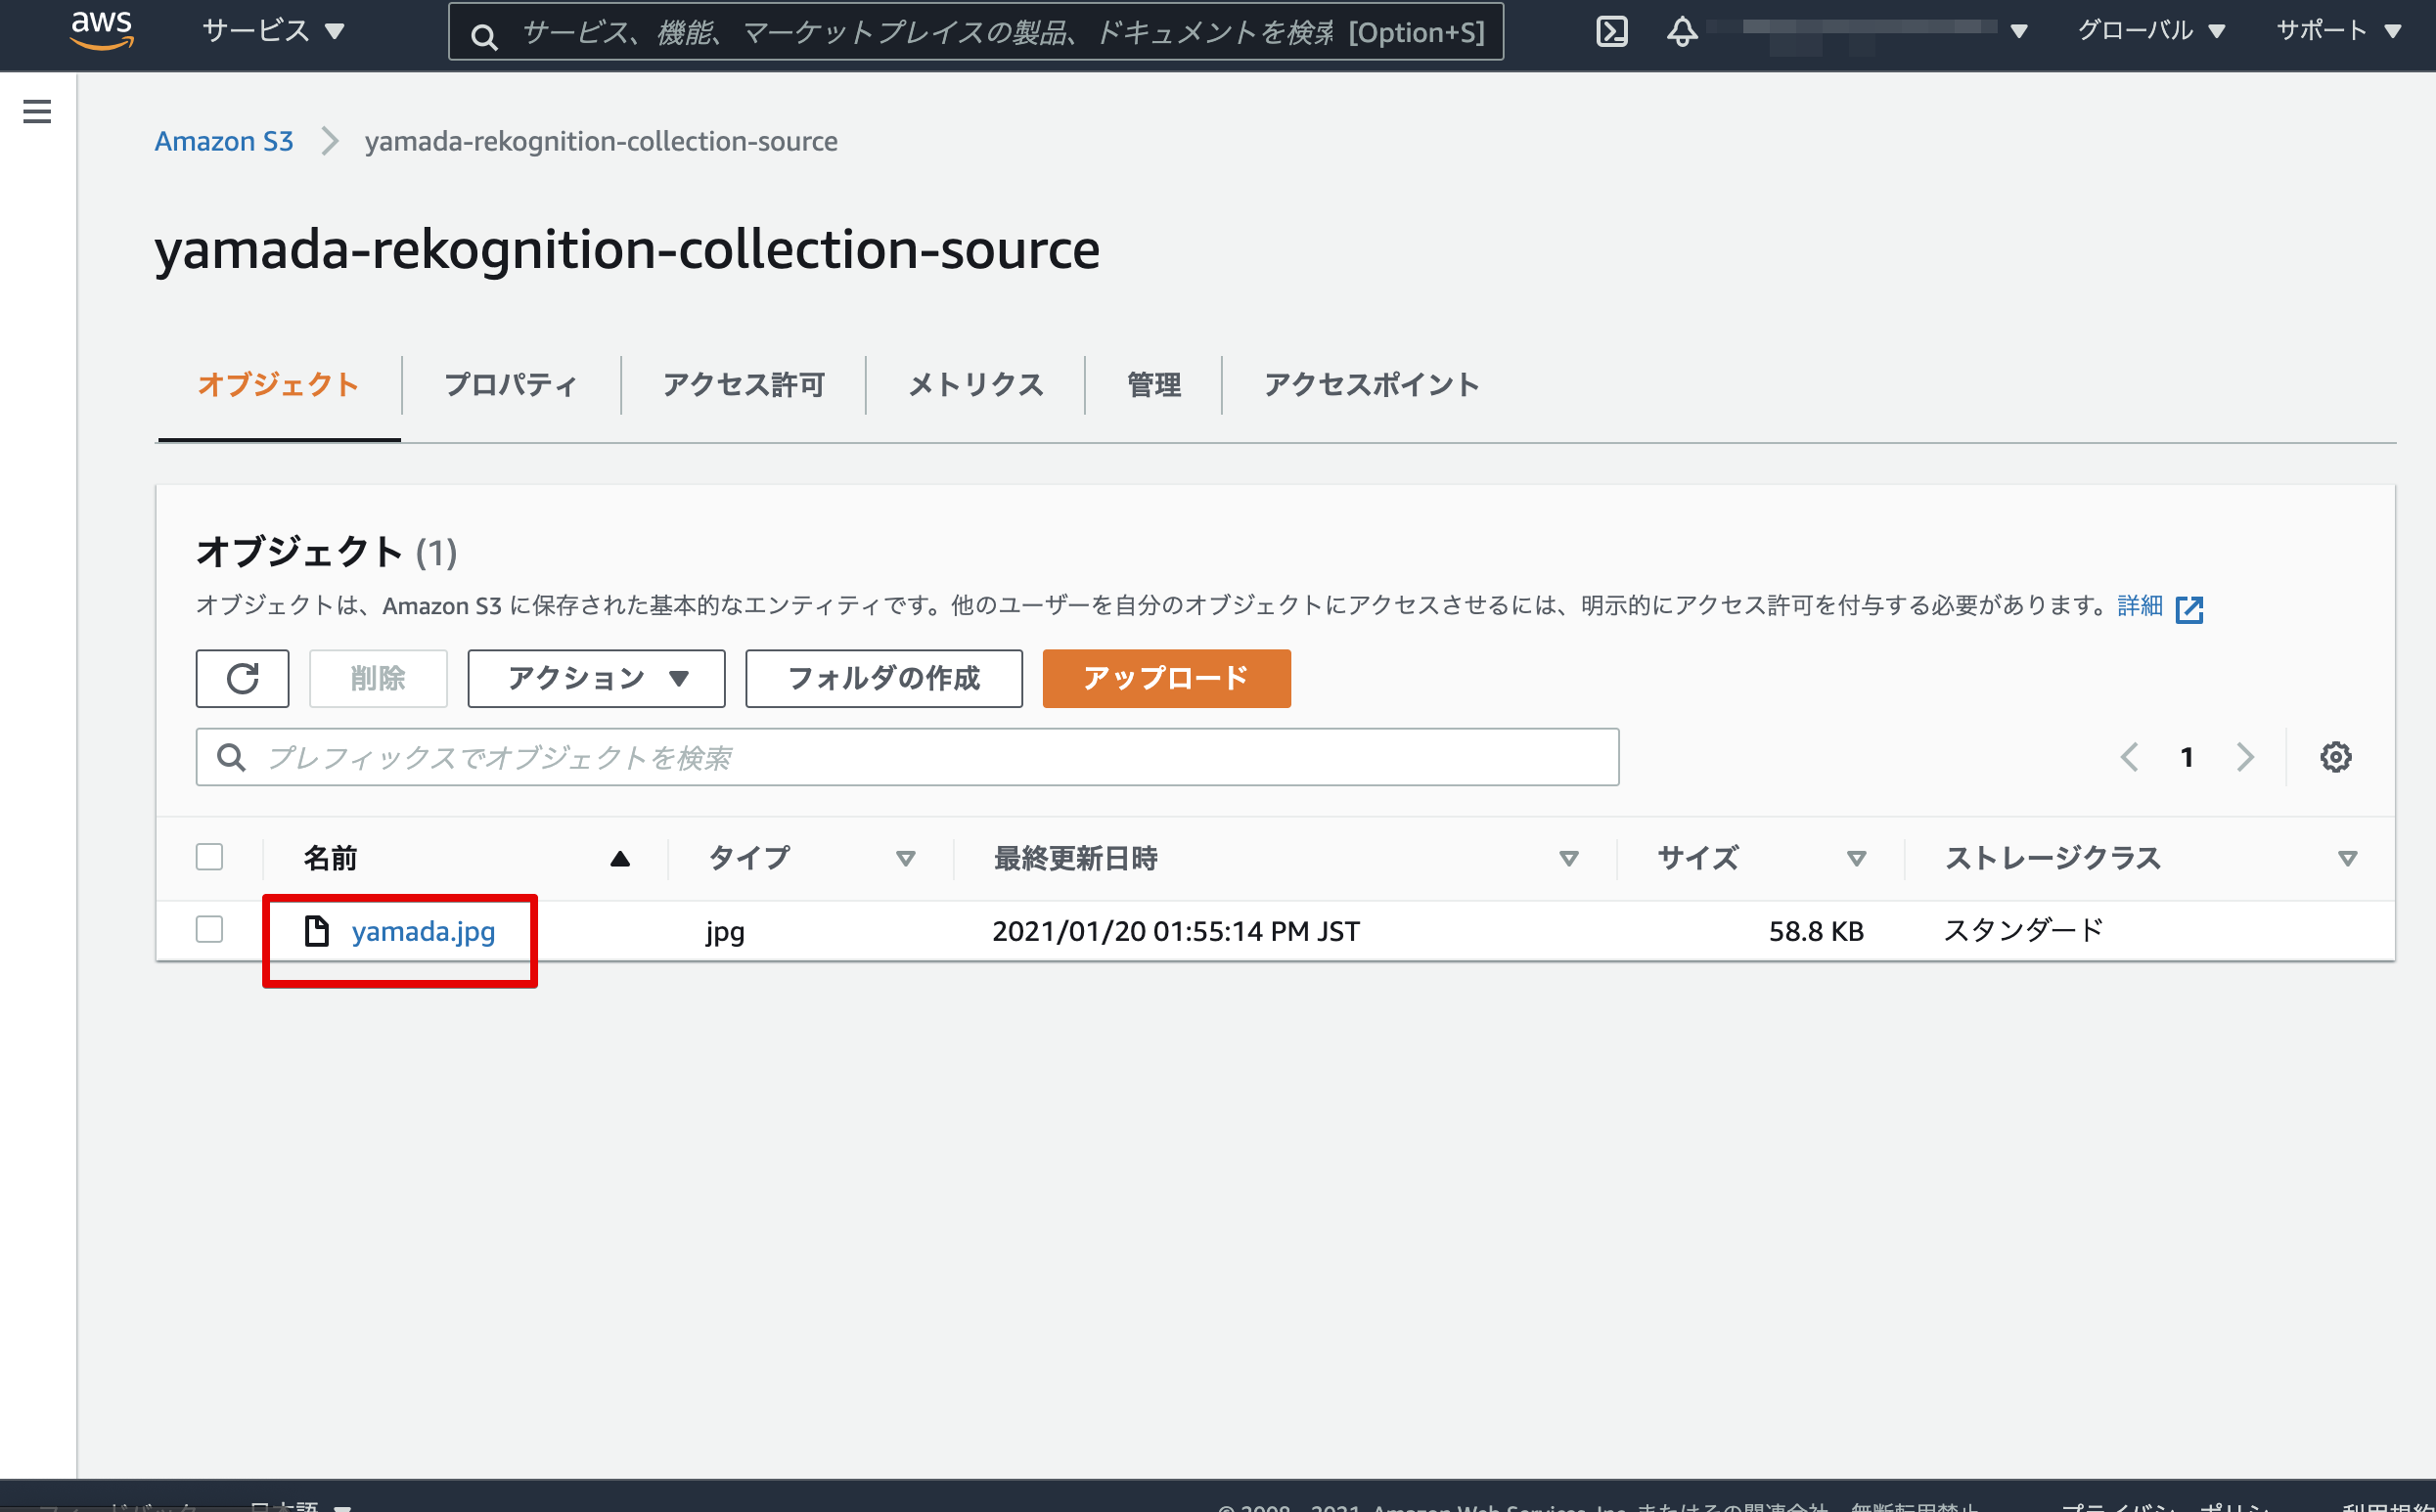 aws サービス サービス、機能、マーケットプレイスの製品、ドキュメントを検索 [Option+S] グローバル サポート
Amazon S3 yamada-rekognition-collection-source
yamada-rekognition-collection-source
オブジェクト プロパティ アクセス許可 メトリクス 管理 アクセスポイント
オブジェクト (1)
オブジェクトは、Amazon S3 に保存された基本的なエンティティです。他のユーザーを自分のオブジェクトにアクセスさせるには、明示的にアクセス許可を付与する必要があります。詳細
削除 アクション フォルダの作成 アップロード
プレフィックスでオブジェクトを検索 1
名前 タイプ 最終更新日時 サイズ ストレージクラス
yamada.jpg jpg 2021/01/20 01:55:14 PM JST 58.8 KB スタンダード
フィードバック 日本語 © 2008 - 2021, Amazon Web Services, Inc. またはその関連会社。無断転用禁止。 プライバシーポリシー 利用規約